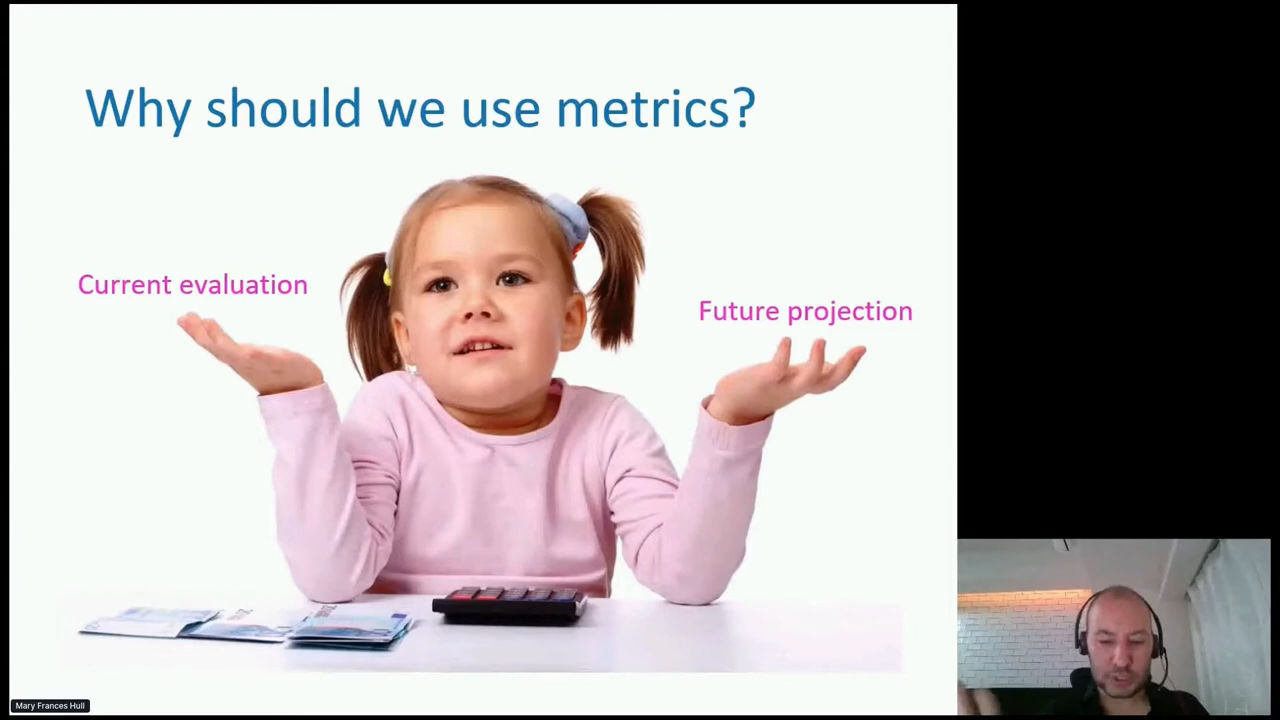 Why should we use metrics?
Current evaluation
Future projection
Mary Frances Hull